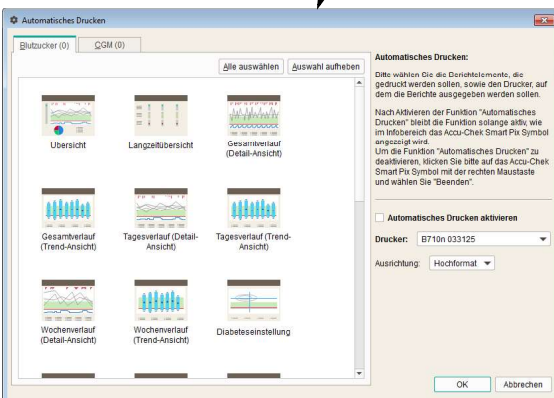 Automatisches Drucken
Blutzucker (0)
CGM (0)
Alle auswählen
Auswahl aufheben
Übersicht
Langzeitübersicht
Gesamtverlauf
(Detail-Ansicht)
Gesamtverlauf
(Trend-Ansicht)
Tagesverlauf (Detail-
Ansicht)
Tagesverlauf (Trend-
Ansicht)
Wochenverlauf
(Detail-Ansicht)
Wochenverlauf
(Trend-Ansicht)
Diabeteseinstellung
Automatisches Drucken:
Bitte wählen Sie die Berichtelemente, die
gedruckt werden sollen, sowie den Drucker, auf
dem die Berichte ausgegeben werden sollen.
Nach Aktivieren der Funktion "Automatisches
Drucken" bleibt die Funktion solange aktiv, wie
im Infobereich das Accu-Chek Smart Pix Symbol
angezeigt wird.
Um die Funktion "Automatisches Drucken" zu
deaktivieren, klicken Sie bitte auf das Accu-Chek
Smart Pix Symbol mit der rechten Maustaste
und wählen Sie "Beenden".
Automatisches Drucken aktivieren
Drucker: B710n 033125
Ausrichtung: Hochformat
OK
Abbrechen